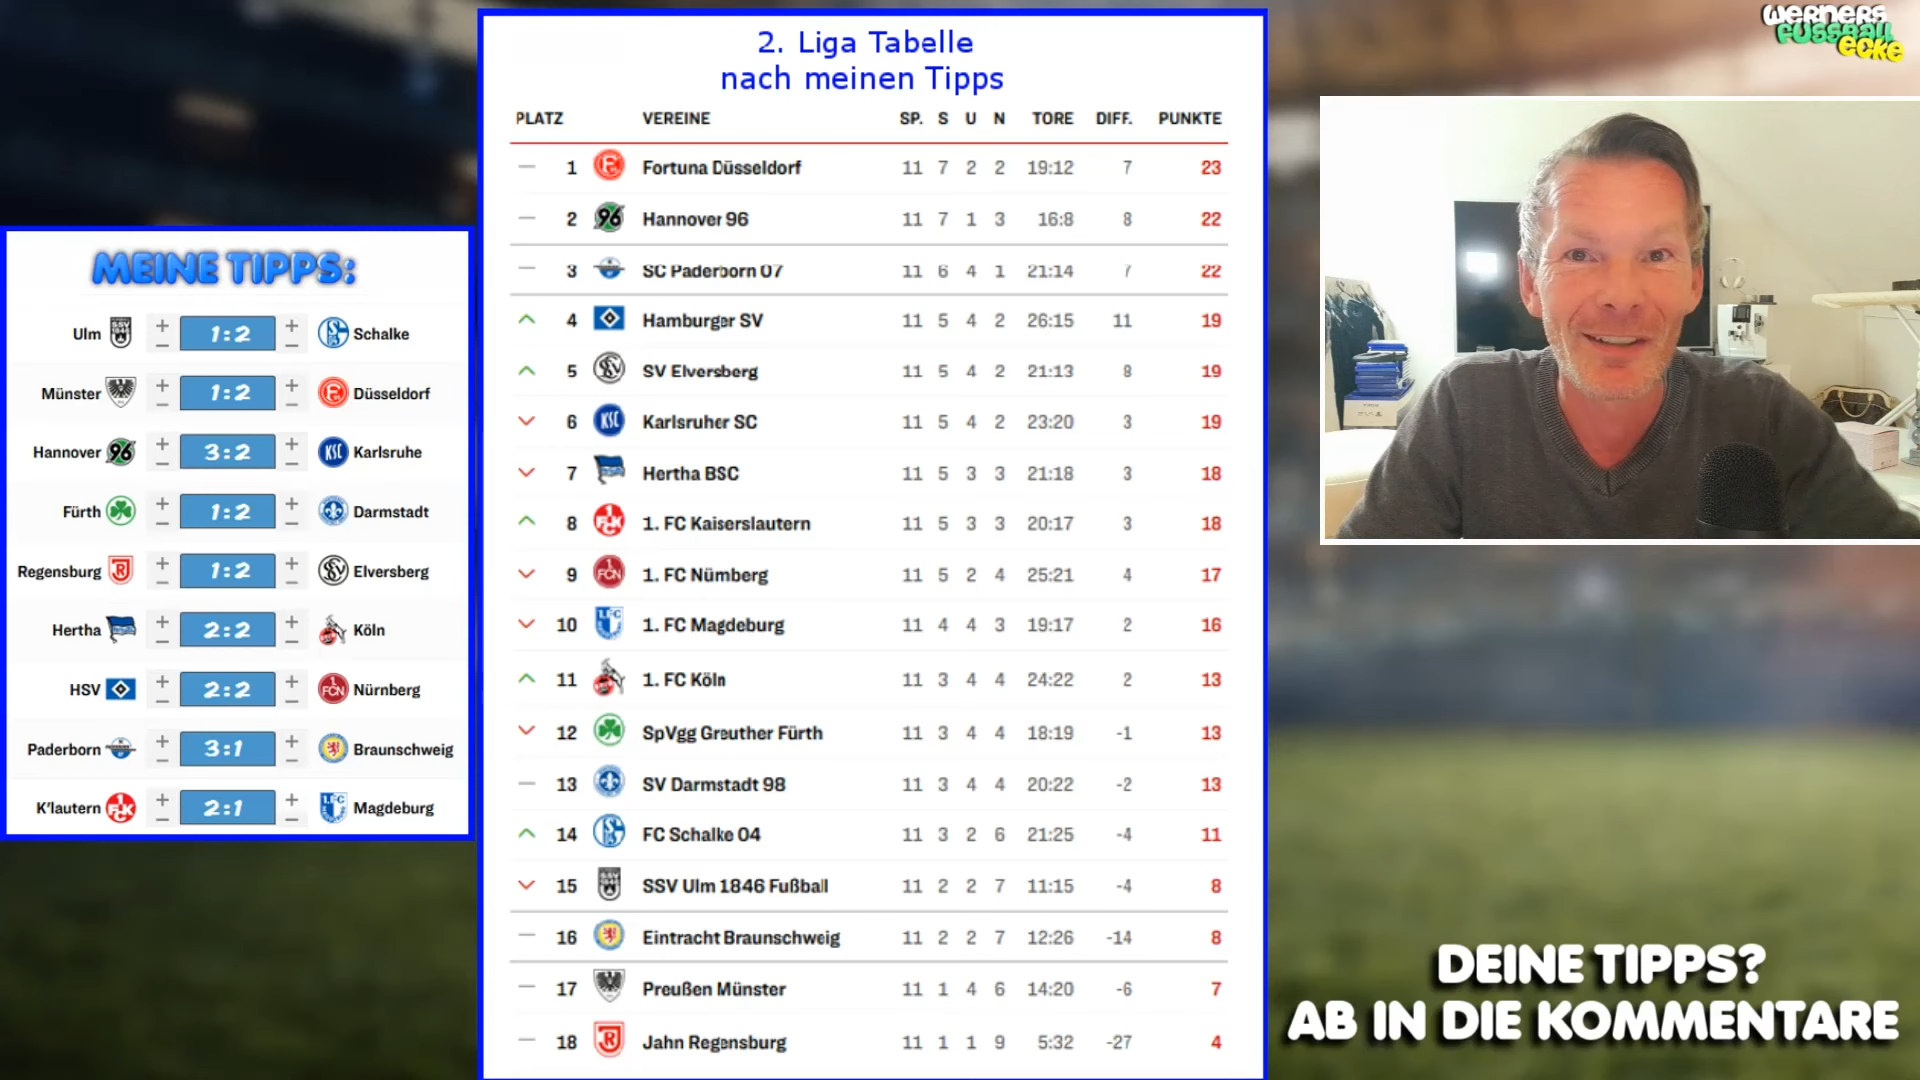 WERNERS
FUSSBALL
ECKE
2. Liga Tabelle
nach meinen Tipps
PLATZ VEREINE SP. S U N TORE DIFF. PUNKTE
1 Fortuna Düsseldorf 11 7 2 2 19:12 7 23
2 Hannover 96 11 7 1 3 16:8 8 22
3 SC Paderborn 07 11 6 4 1 21:14 7 22
4 Hamburger SV 11 5 4 2 26:15 11 19
5 SV Elversberg 11 5 4 2 21:13 8 19
6 Karlsruher SC 11 5 4 2 23:20 3 19
7 Hertha BSC 11 5 3 3 21:18 3 18
8 1. FC Kaiserslautern 11 5 3 3 20:17 3 18
9 1. FC Nürnberg 11 5 2 4 25:21 4 17
10 1. FC Magdeburg 11 4 4 3 19:17 2 16
11 1. FC Köln 11 3 4 4 24:22 2 13
12 SpVgg Greuther Fürth 11 3 4 4 18:19 -1 13
13 SV Darmstadt 98 11 3 4 4 20:22 -2 13
14 FC Schalke 04 11 3 2 6 21:25 -4 11
15 SSV Ulm 1846 Fußball 11 2 2 7 11:15 -4 8
16 Eintracht Braunschweig 11 2 2 7 12:26 -14 8
17 Preußen Münster 11 1 4 6 14:20 -6 7
18 Jahn Regensburg 11 1 1 9 5:32 -27 4
MEINE TIPPS:
Ulm + − 1:2 + − Schalke
Münster + − 1:2 + − Düsseldorf
Hannover + − 3:2 + − Karlsruhe
Fürth + − 1:2 + − Darmstadt
Regensburg + − 1:2 + − Elversberg
Hertha + − 2:2 + − Köln
HSV + − 2:2 + − Nürnberg
Paderborn + − 3:1 + − Braunschweig
K'lautern + − 2:1 + − Magdeburg
DEINE TIPPS?
AB IN DIE KOMMENTARE